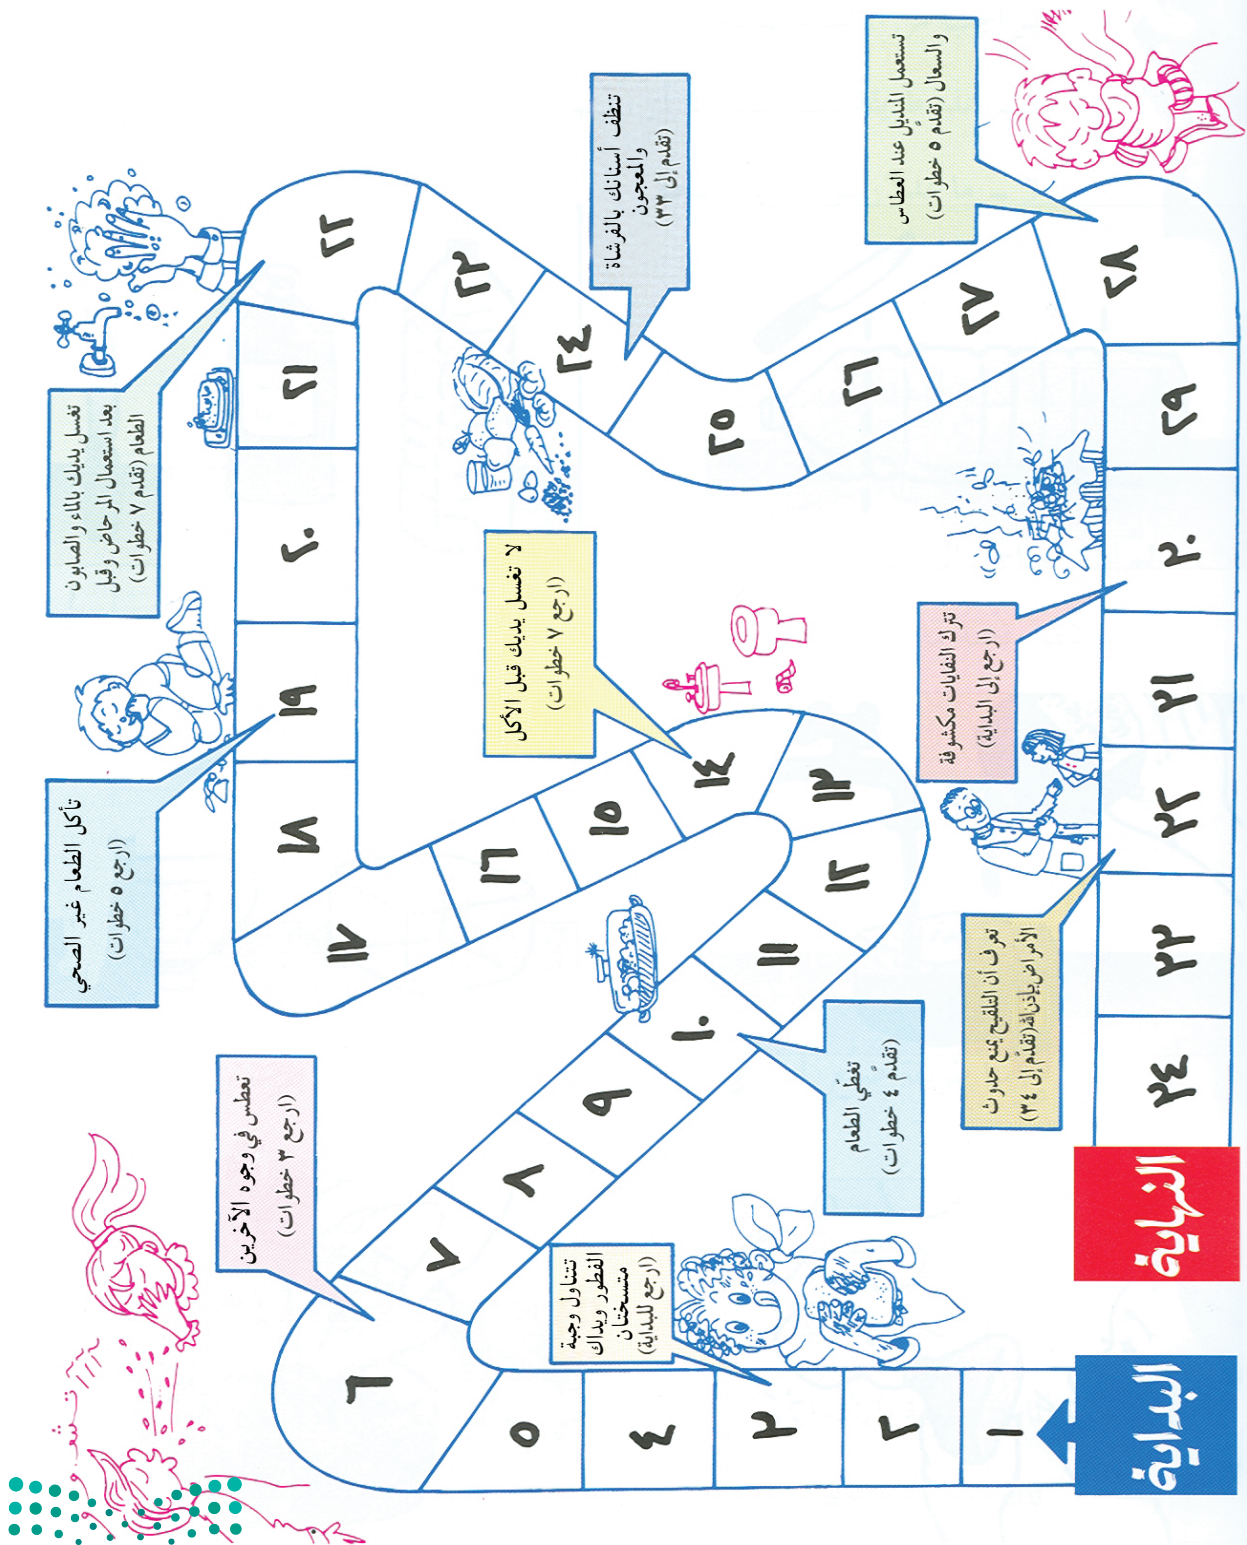 البداية
١
٢
٣
تتناول وجبة
الفطور ويداك
متسختان
(ارجع للبداية)
٤
٥
٦
تعطس في وجوه الآخرين
(ارجع ٣ خطوات)
٧
٨
٩
١٠
تغطّي الطعام
(تقدّم ٤ خطوات)
١١
١٢
١٣
١٤
لا تغسل يديك قبل الأكل
(ارجع ٧ خطوات)
١٥
١٦
١٧
١٨
١٩
تأكل الطعام غير الصحي
(ارجع ٥ خطوات)
٢٠
٢١
٢٢
تغسل يديك بالماء والصابون
بعد استعمال المرحاض وقبل
الطعام (تقدم ٧ خطوات)
٢٣
٢٤
تنظف أسنانك بالفرشاة
والمعجون
(تقدم إلى ٣٣)
٢٥
٢٦
٢٧
٢٨
تستعمل المنديل عند العطاس
والسعال (تقدّم ٥ خطوات)
٢٩
٣٠
تترك النفايات مكشوفة
(ارجع إلى البداية)
٣١
٣٢
تعرف أن التلقيح يمنع حدوث
الأمراض بإذن الله (تقدّم إلى ٣٤)
٣٣
٣٤
النهاية